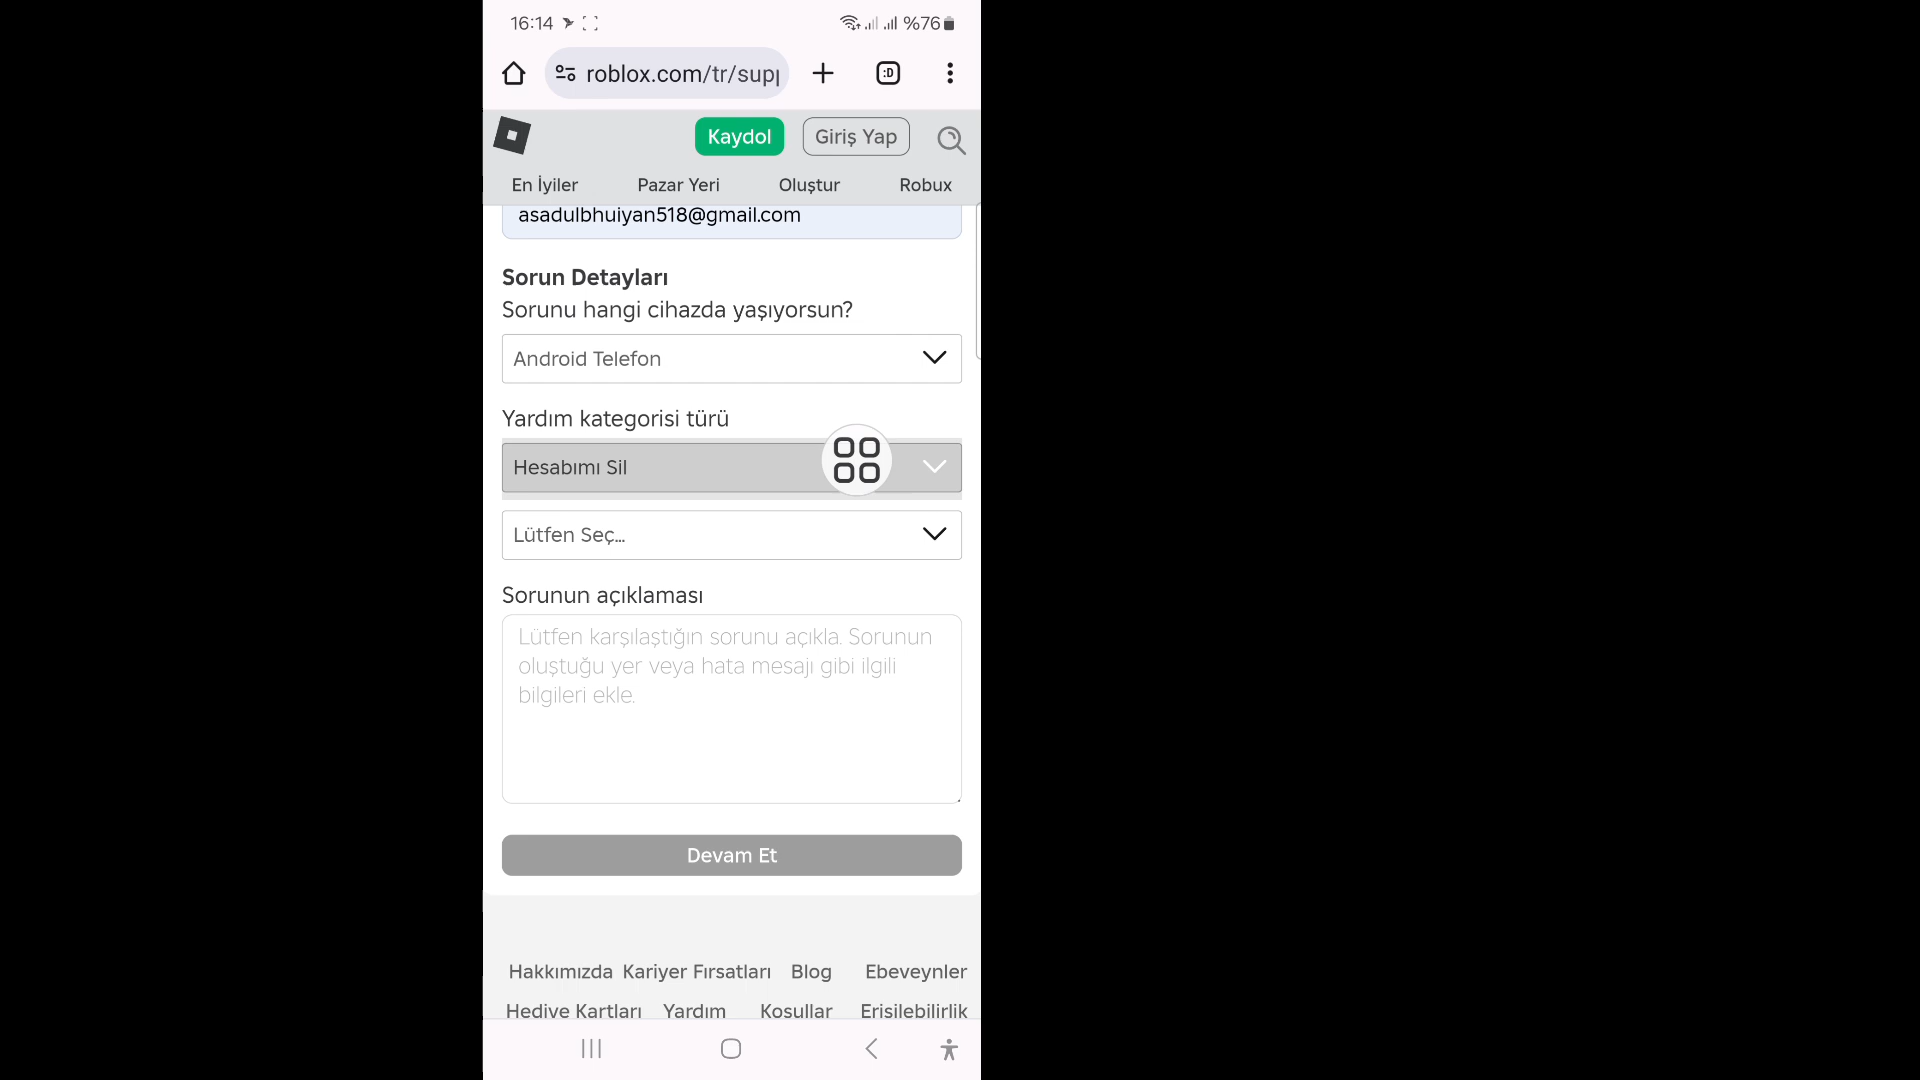 16:14
%76
roblox.com/tr/supp
:D
Kaydol
Giriş Yap
En İyiler Pazar Yeri Oluştur Robux
asadulbhuiyan518@gmail.com
Sorun Detayları
Sorunu hangi cihazda yaşıyorsun?
Android Telefon
Yardım kategorisi türü
Hesabımı Sil
Lütfen Seç...
Sorunun açıklaması
Lütfen karşılaştığın sorunu açıkla. Sorunun
oluştuğu yer veya hata mesajı gibi ilgili
bilgileri ekle.
Devam Et
Hakkımızda Kariyer Fırsatları Blog Ebeveynler
Hediye Kartları Yardım Koşullar Erişilebilirlik